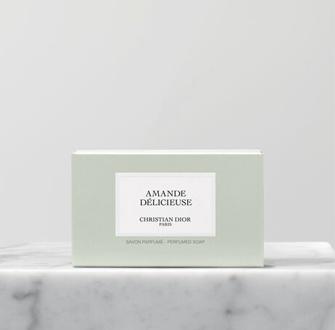 AMANDE
DÉLICIEUSE
CHRISTIAN DIOR
PARIS
SAVON PARFUMÉ - PERFUMED SOAP